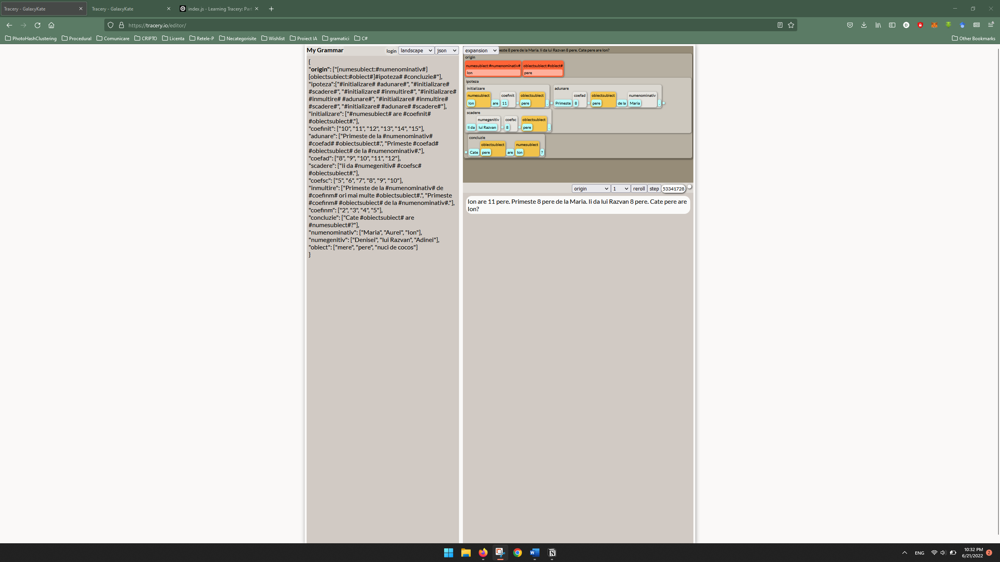 Tracery - GalaxyKate
Tracery - GalaxyKate
index.js - Learning Tracery: Part
https://tracery.io/editor/
PhotoHashClustering Procedural Comunicare CRIPTO Licenta Retele-P Necategorisite Wishlist Proiect IA gramatici C# Other Bookmarks
My Grammar login landscape json
{
"origin": ["[numesubiect:#numenominativ#]
[obiectsubiect:#obiect#]#ipoteza# #concluzie#"],
"ipoteza":["#initializare# #adunare#", "#initializare#
#scadere#", "#initializare# #inmultire#", "#initializare#
#inmultire# #adunare#", "#initializare# #inmultire#
#scadere#", "#initializare# #adunare# #scadere#"],
"initializare": ["#numesubiect# are #coefinit#
#obiectsubiect#."],
"coefinit": ["10", "11", "12", "13", "14", "15"],
"adunare": ["Primeste de la #numenominativ#
#coefad# #obiectsubiect#.", "Primeste #coefad#
#obiectsubiect# de la #numenominativ#."],
"coefad": ["8", "9", "10", "11", "12"],
"scadere": ["Ii da #numegenitiv# #coefsc#
#obiectsubiect#."],
"coefsc": ["5", "6", "7", "8", "9", "10"],
"inmultire": ["Primeste de la #numenominativ# de
#coefinm# ori mai multe #obiectsubiect#.", "Primeste
#coefinm# #obiectsubiect# de la #numenominativ#."],
"coefinm": ["2", "3", "4", "5"],
"concluzie": ["Cate #obiectsubiect# are
#numesubiect#?"],
"numenominativ": ["Maria", "Aurel", "Ion"],
"numegenitiv": ["Denisei", "lui Razvan", "Adinei"],
"obiect": ["mere", "pere", "nuci de cocos"]
}
expansion neste 8 pere de la Maria. Ii da lui Razvan 8 pere. Cate pere are Ion?
origin
numesubiect:#numenominativ# obiectsubiect:#obiect#
Ion pere
ipoteza
initializare adunare
numesubiect coefinit obiectsubiect coefad obiectsubiect numenominativ
Ion are 11 pere . Primeste 8 pere de la Maria .
scadere
numegenitiv coefsc obiectsubiect
Ii da lui Razvan 8 pere .
concluzie
obiectsubiect numesubiect
Cate pere are Ion ?
origin 1 reroll step 53341728
Ion are 11 pere. Primeste 8 pere de la Maria. Ii da lui Razvan 8 pere. Cate pere are
Ion?
ENG
10:32 PM
6/21/2022
2